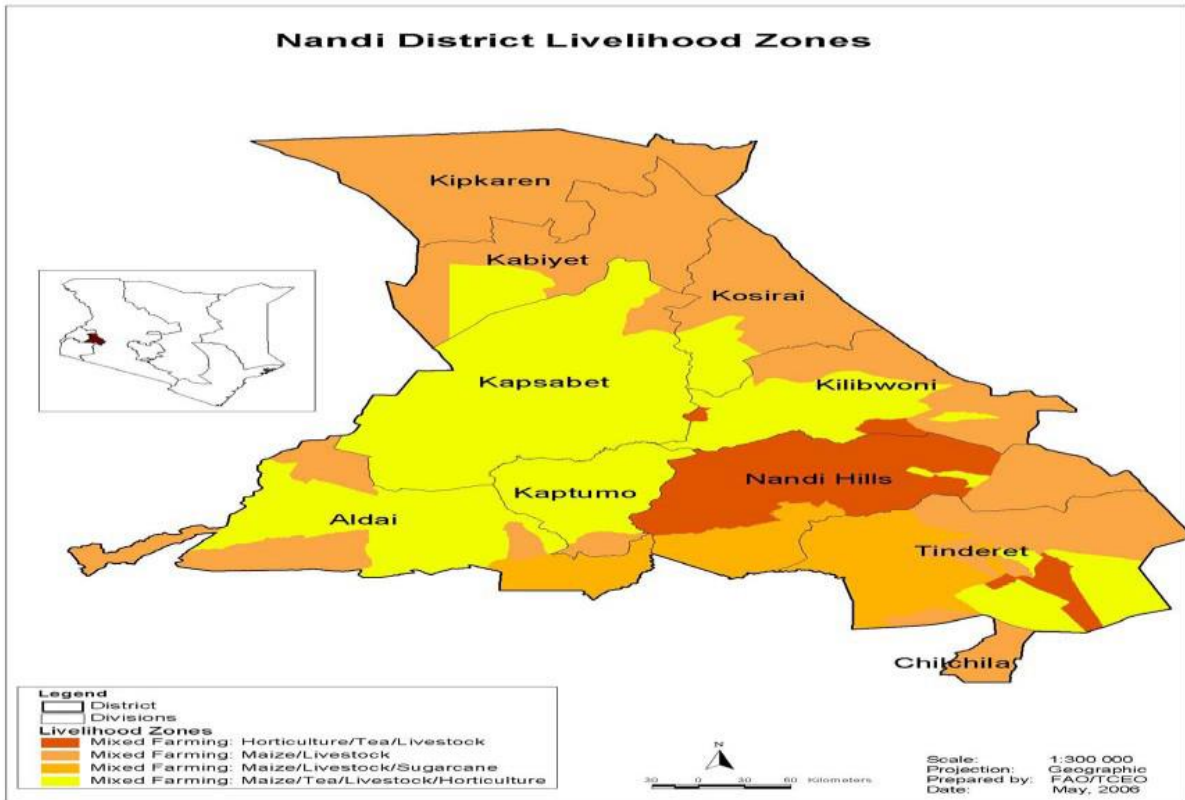 Nandi District Livelihood Zones
Kipkaren
Kabiyet
Kosirai
Kapsabet
Kilibwoni
Kaptumo
Nandi Hills
Aldai
Tinderet
Chilchila
Legend
District
Divisions
Livelihood Zones
Mixed Farming: Horticulture/Tea/Livestock
Mixed Farming: Maize/Livestock
Mixed Farming: Maize/Livestock/Sugarcane
Mixed Farming: Maize/Tea/Livestock/Horticulture
N
30 0 30 60 Kilometers
Scale: 1:300 000
Projection: Geographic
Prepared by: FAO/TCEO
Date: May, 2006